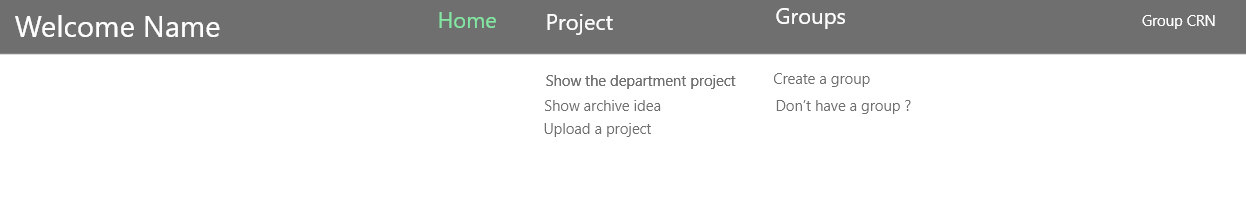 Welcome Name
Home
Project
Groups
Group CRN
Show the department project
Show archive idea
Upload a project
Create a group
Don't have a group ?